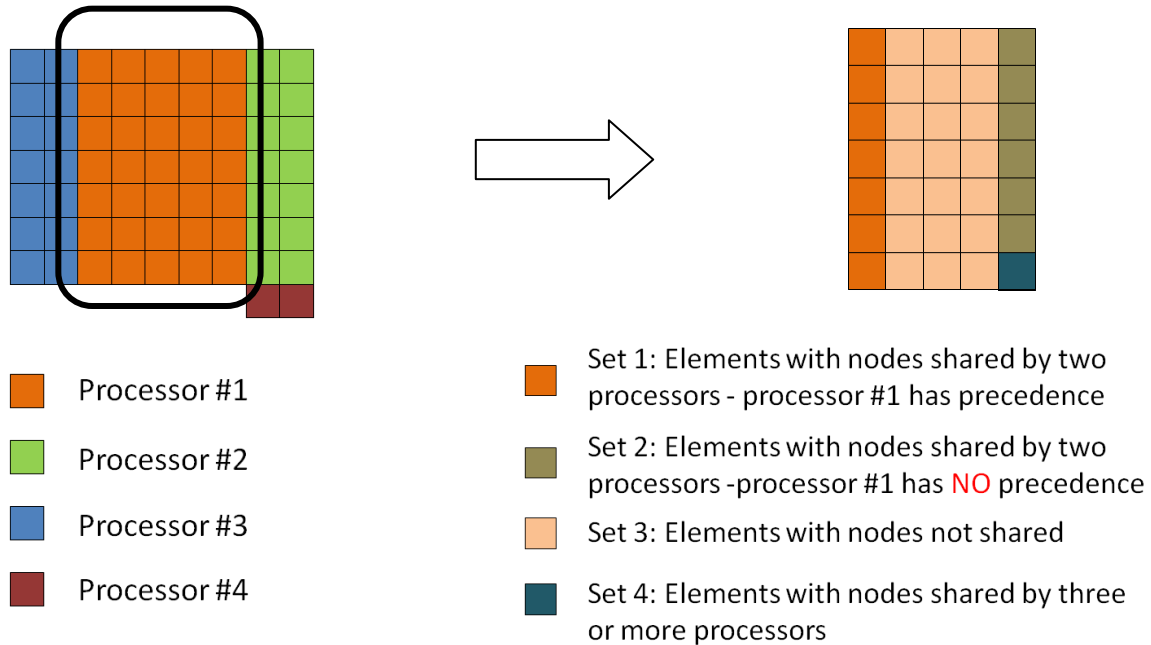 Processor #1
Processor #2
Processor #3
Processor #4
Set 1: Elements with nodes shared by two
processors - processor #1 has precedence
Set 2: Elements with nodes shared by two
processors -processor #1 has NO precedence
Set 3: Elements with nodes not shared
Set 4: Elements with nodes shared by three
or more processors